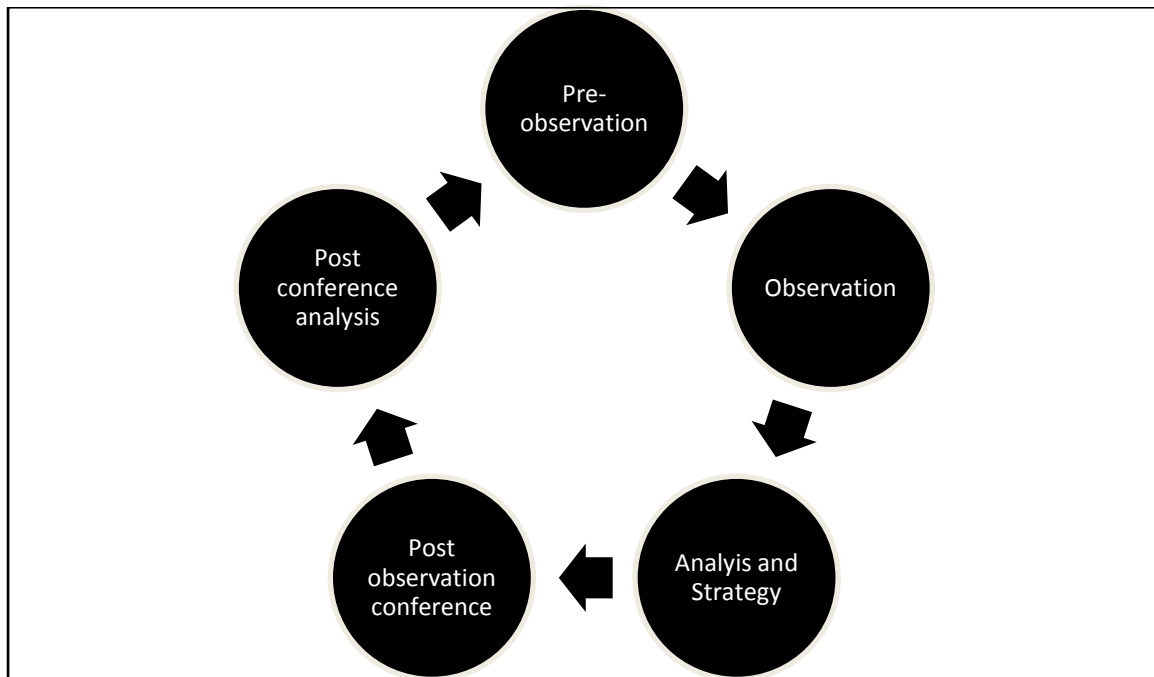 Pre-
observation
Observation
Analyis and
Strategy
Post
observation
conference
Post
conference
analysis